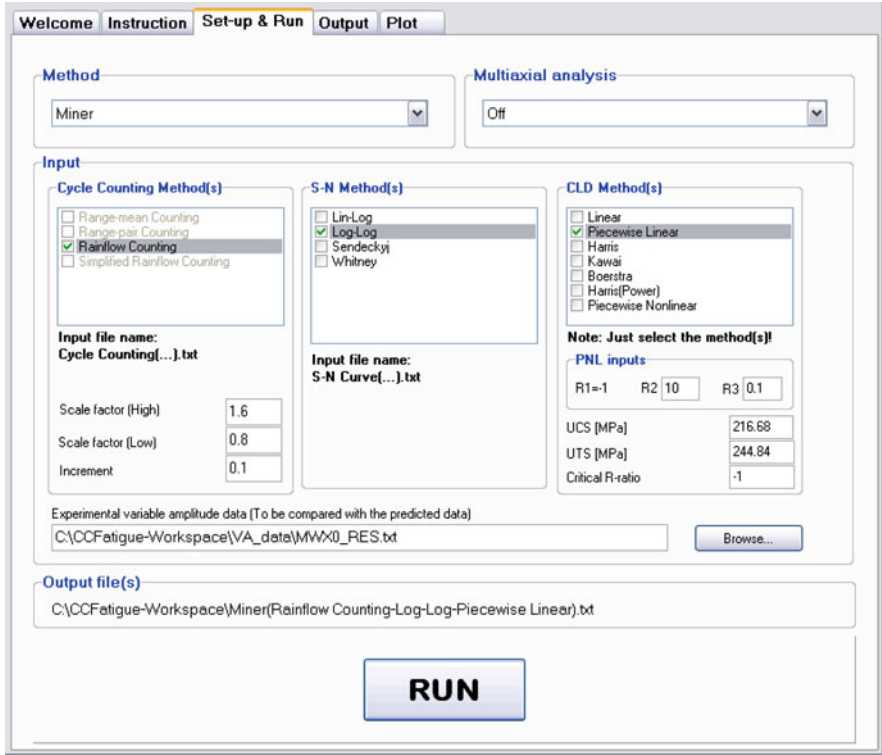 Welcome Instruction Set-up & Run Output Plot
Method
Miner
Multiaxial analysis
Off
Input
Cycle Counting Method(s)
Range-mean Counting
Range-pair Counting
Rainflow Counting
Simplified Rainflow Counting
Input file name:
Cycle Counting(...).txt
Scale factor (High) 1.6
Scale factor (Low) 0.8
Increment 0.1
S-N Method(s)
Lin-Log
Log-Log
Sendeckyj
Whitney
Input file name:
S-N Curve(...).txt
CLD Method(s)
Linear
Piecewise Linear
Harris
Kawai
Boerstra
Harris(Power)
Piecewise Nonlinear
Note: Just select the method(s)!
PNL inputs
R1=-1 R2 10 R3 0.1
UCS [MPa] 216.68
UTS [MPa] 244.84
Critical R-ratio -1
Experimental variable amplitude data (To be compared with the predicted data)
C:\CCFatigue-Workspace\VA_data\MWX0_RES.txt
Browse...
Output file(s)
C:\CCFatigue-Workspace\Miner(Rainflow Counting-Log-Log-Piecewise Linear).txt
RUN